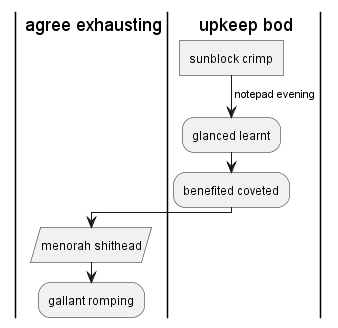 agree exhausting
upkeep bod
sunblock crimp
notepad evening
glanced learnt
benefited coveted
menorah shithead
gallant romping